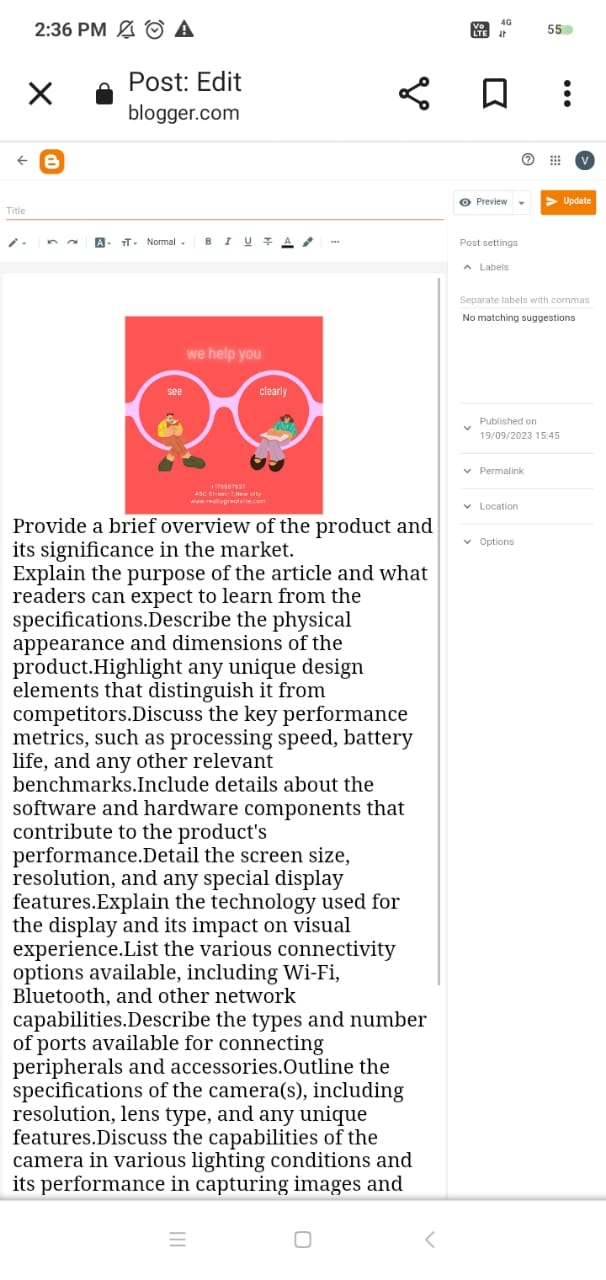 2:36 PM
Vo LTE 4G 55
Post: Edit
blogger.com
V
Title
Preview
Update
Normal
B I U T A
Post settings
Labels
Separate labels with commas
No matching suggestions
Published on
19/09/2023 15:45
Permalink
Location
Options
we help you
see clearly
ABC Street-7,New city
www.reallygreatsite.com
Provide a brief overview of the product and
its significance in the market.
Explain the purpose of the article and what
readers can expect to learn from the
specifications.Describe the physical
appearance and dimensions of the
product.Highlight any unique design
elements that distinguish it from
competitors.Discuss the key performance
metrics, such as processing speed, battery
life, and any other relevant
benchmarks.Include details about the
software and hardware components that
contribute to the product's
performance.Detail the screen size,
resolution, and any special display
features.Explain the technology used for
the display and its impact on visual
experience.List the various connectivity
options available, including Wi-Fi,
Bluetooth, and other network
capabilities.Describe the types and number
of ports available for connecting
peripherals and accessories.Outline the
specifications of the camera(s), including
resolution, lens type, and any unique
features.Discuss the capabilities of the
camera in various lighting conditions and
its performance in capturing images and